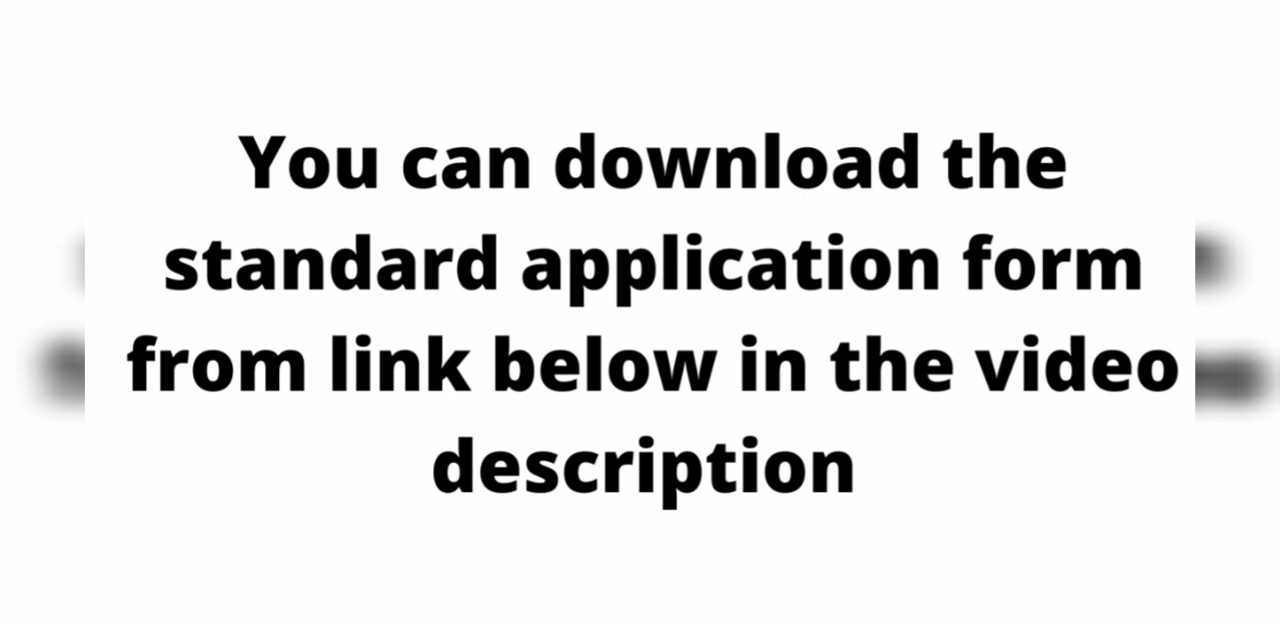 You can download the
standard application form
from link below in the video
description